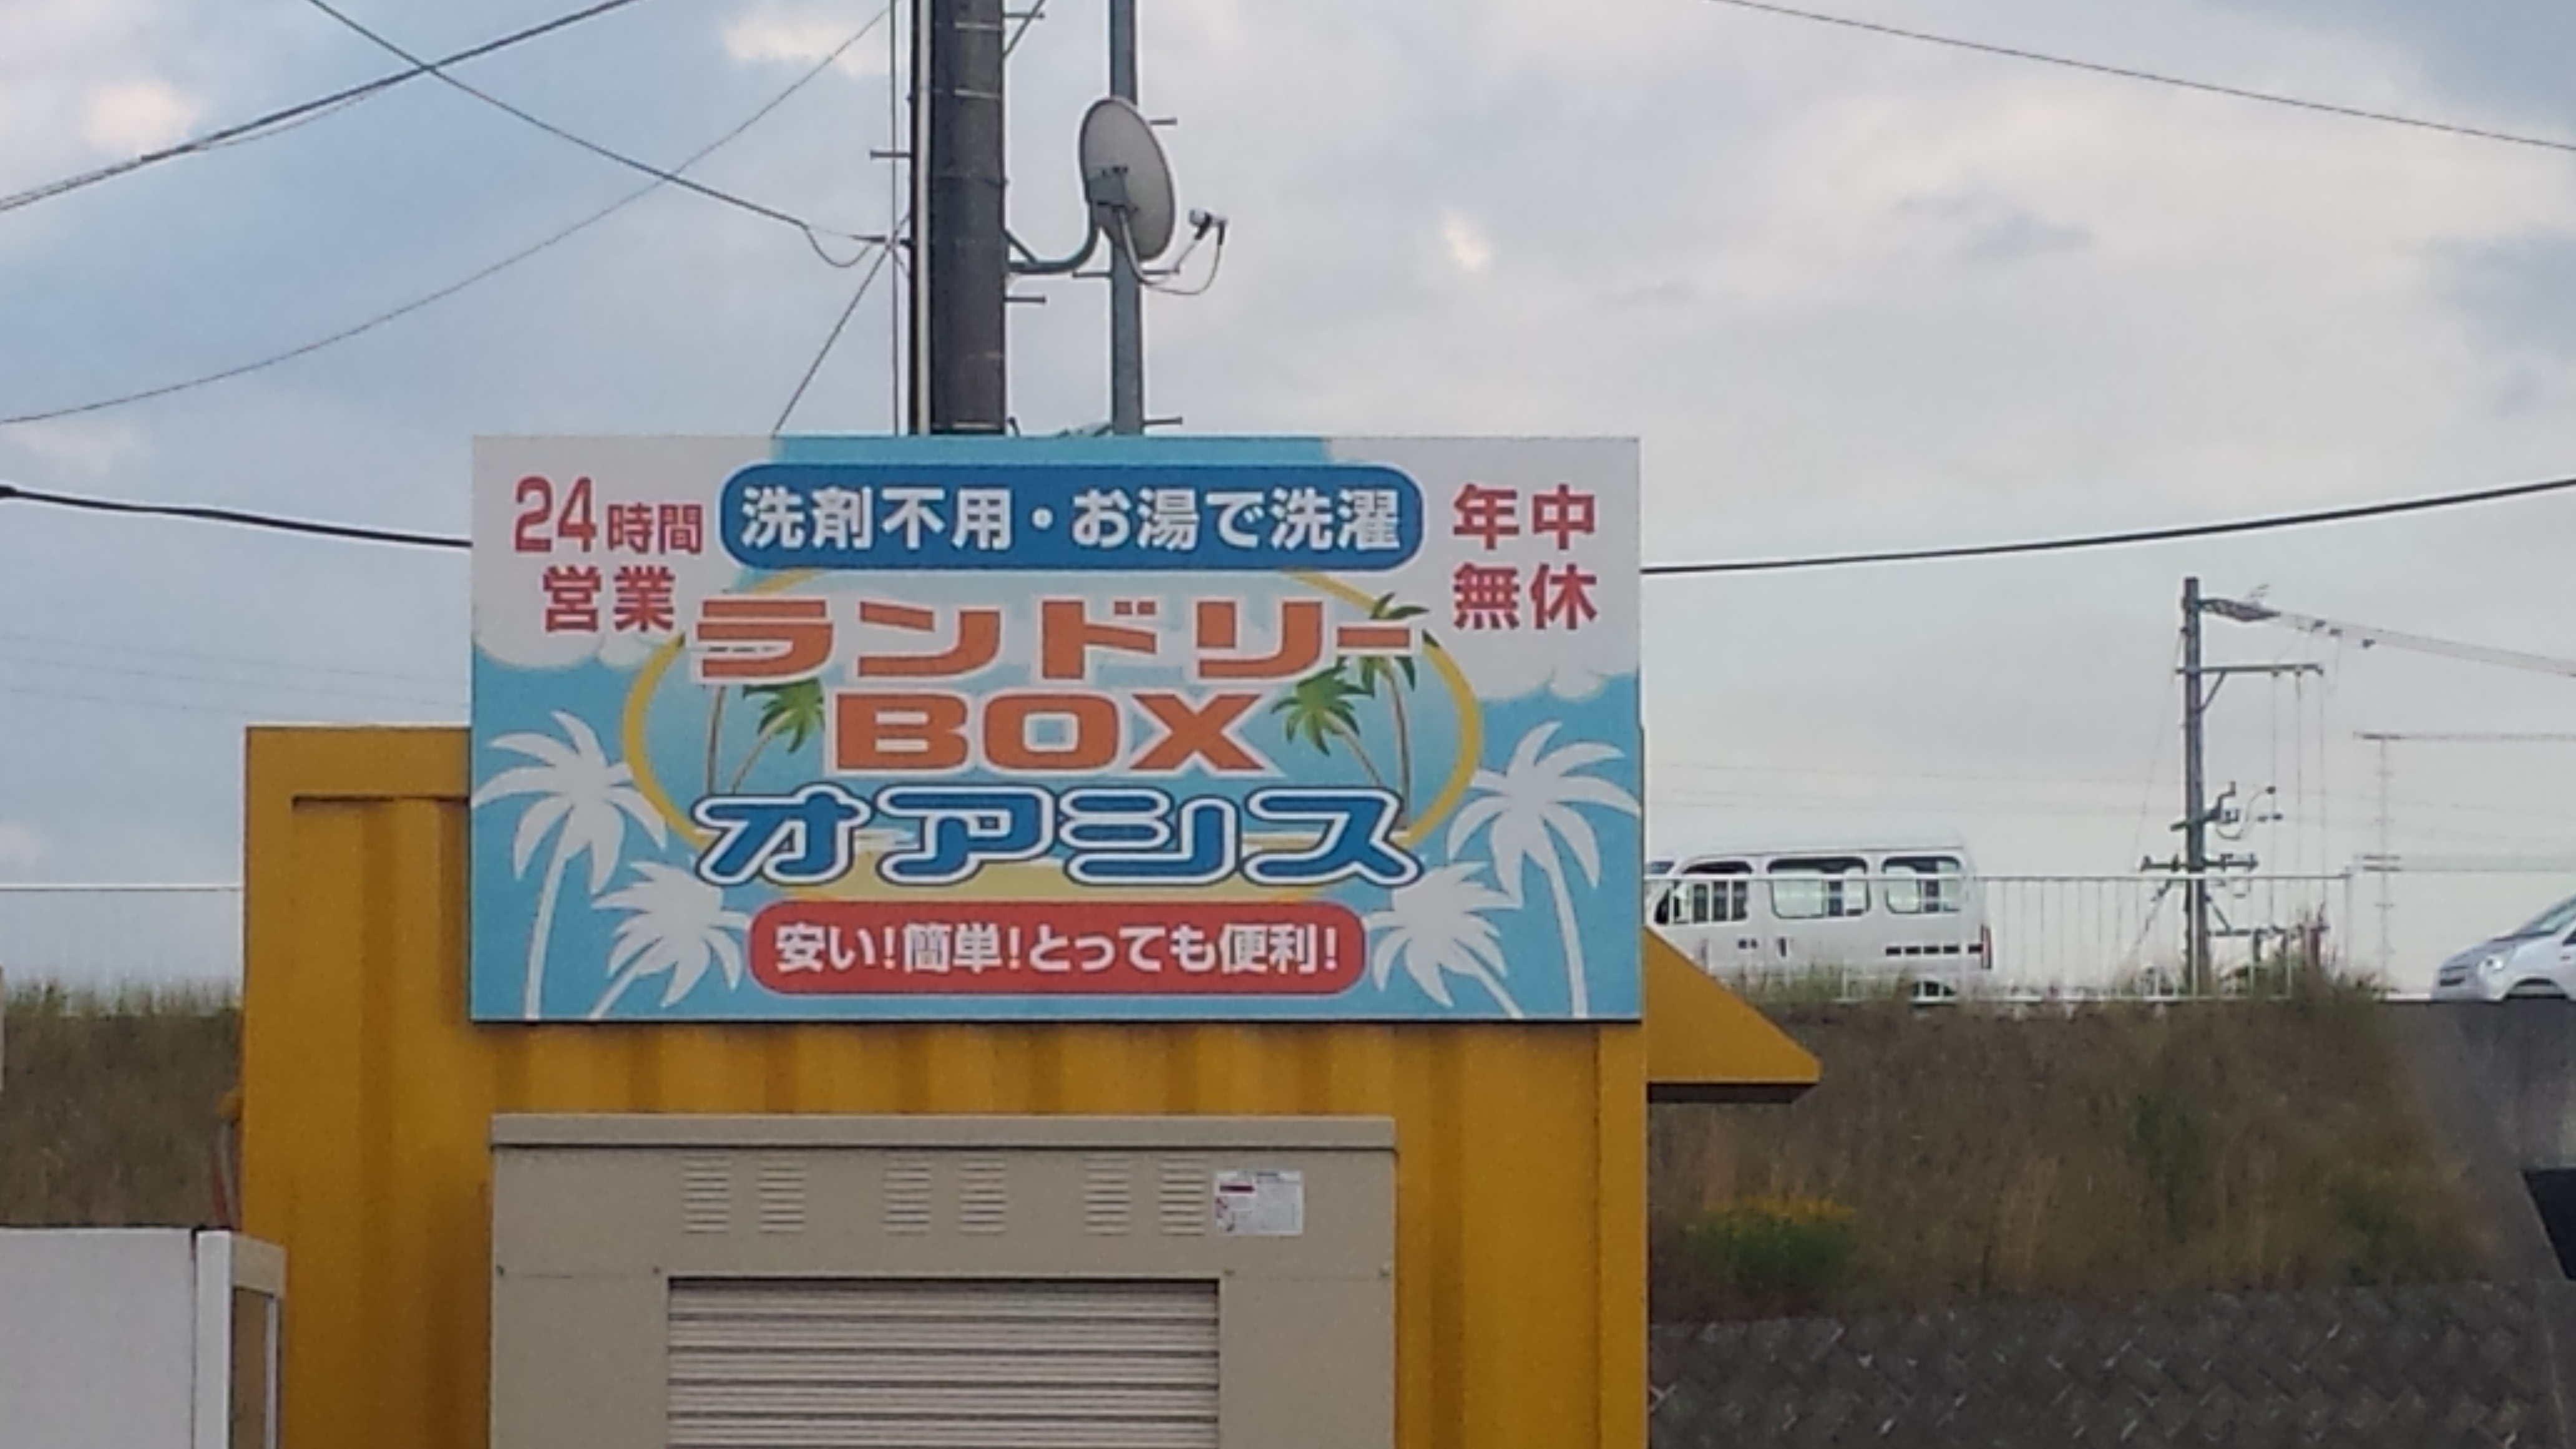 24時間
営業
洗剤不用・お湯で洗濯
年中
無休
ランドリー
BOX
オアシス
安い!簡単!とっても便利!